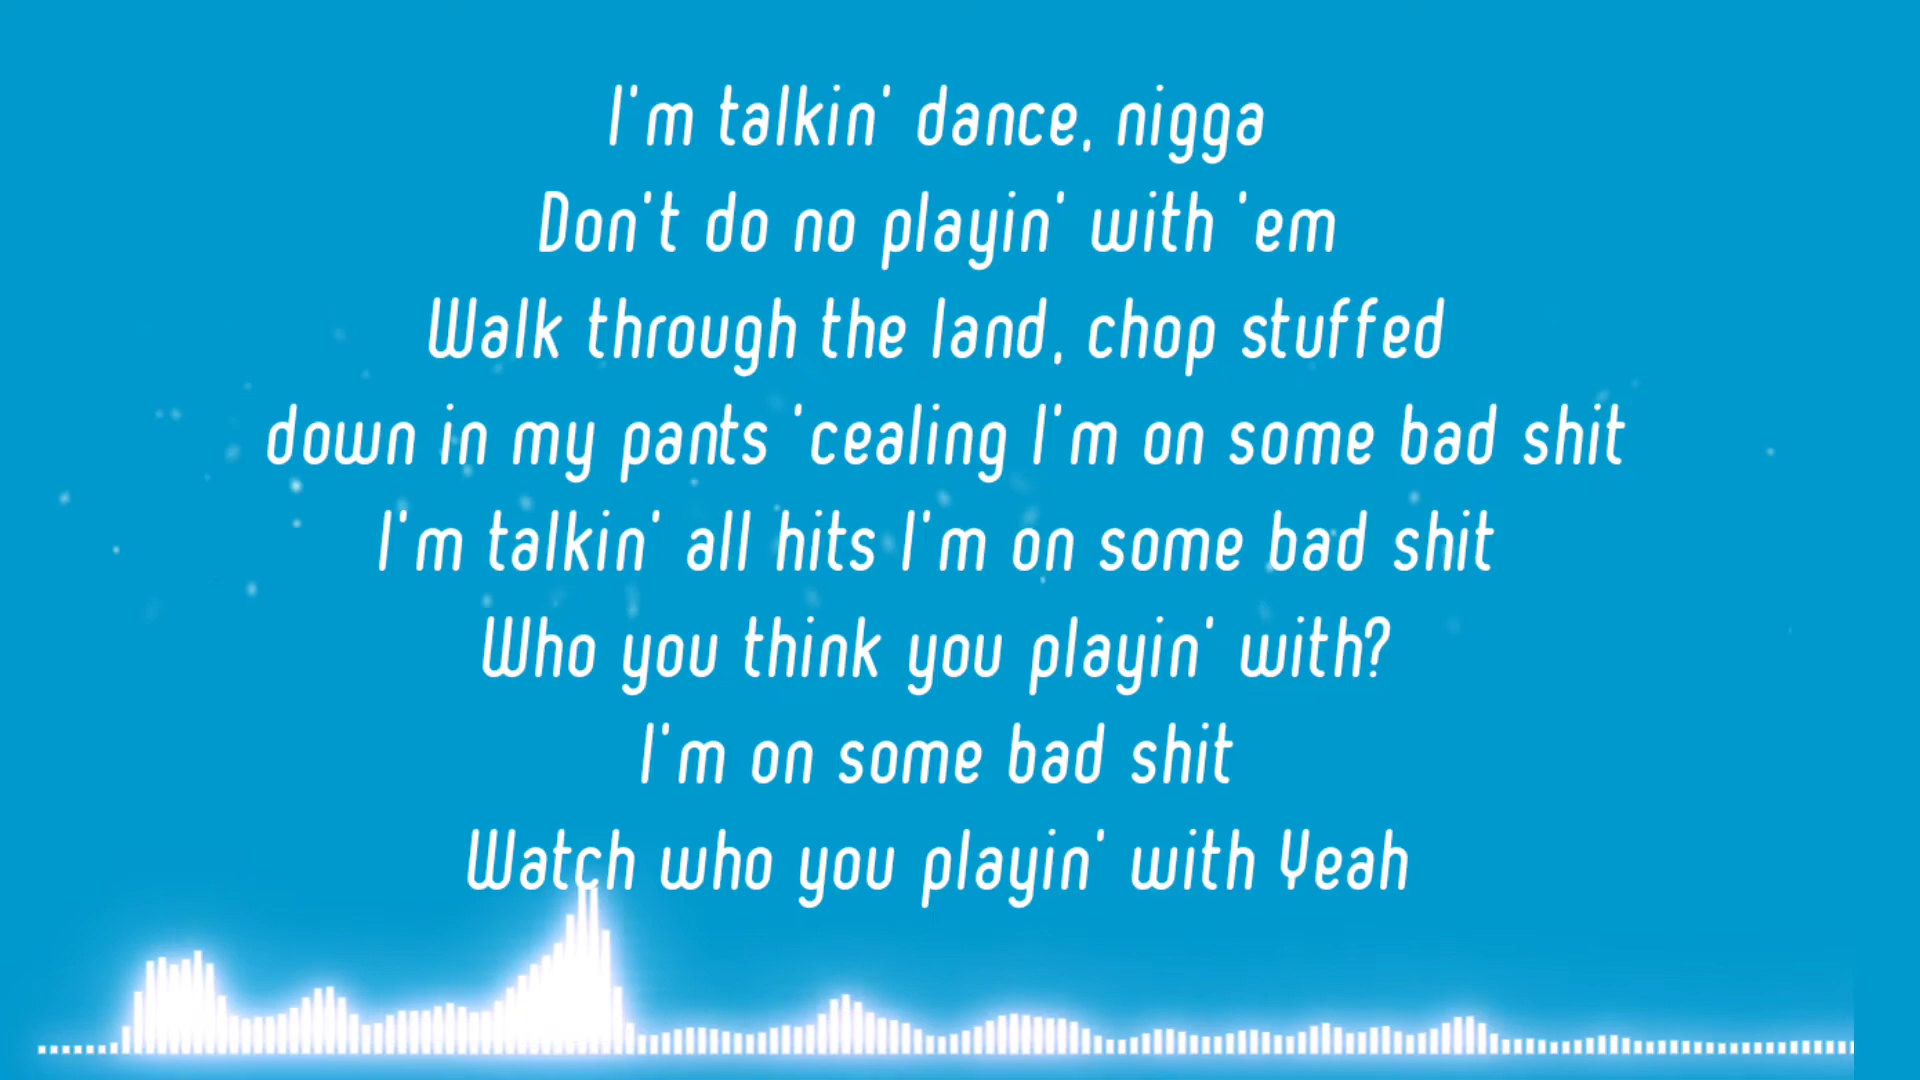 I'm talkin' dance, nigga
Don't do no playin' with 'em
Walk through the land, chop stuffed
down in my pants 'cealing I'm on some bad shit
I'm talkin' all hits I'm on some bad shit
Who you think you playin' with?
I'm on some bad shit
Watch who you playin' with Yeah